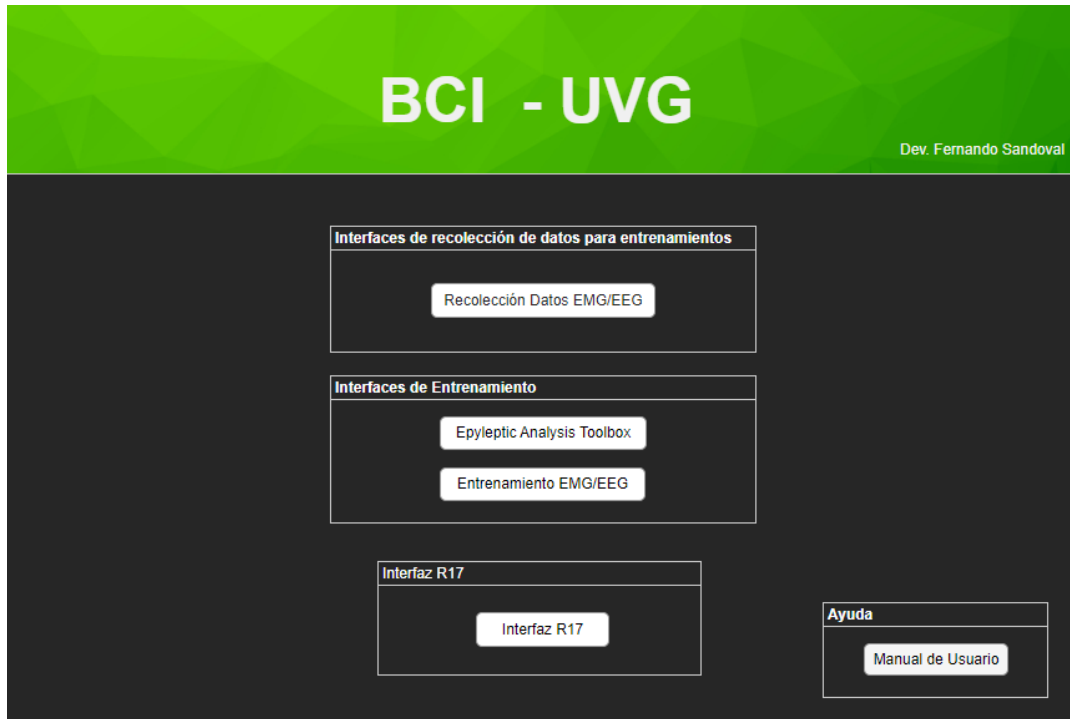 BCI - UVG
Dev. Fernando Sandoval
Interfaces de recolección de datos para entrenamientos
Recolección Datos EMG/EEG
Interfaces de Entrenamiento
Epyleptic Analysis Toolbox
Entrenamiento EMG/EEG
Interfaz R17
Interfaz R17
Ayuda
Manual de Usuario